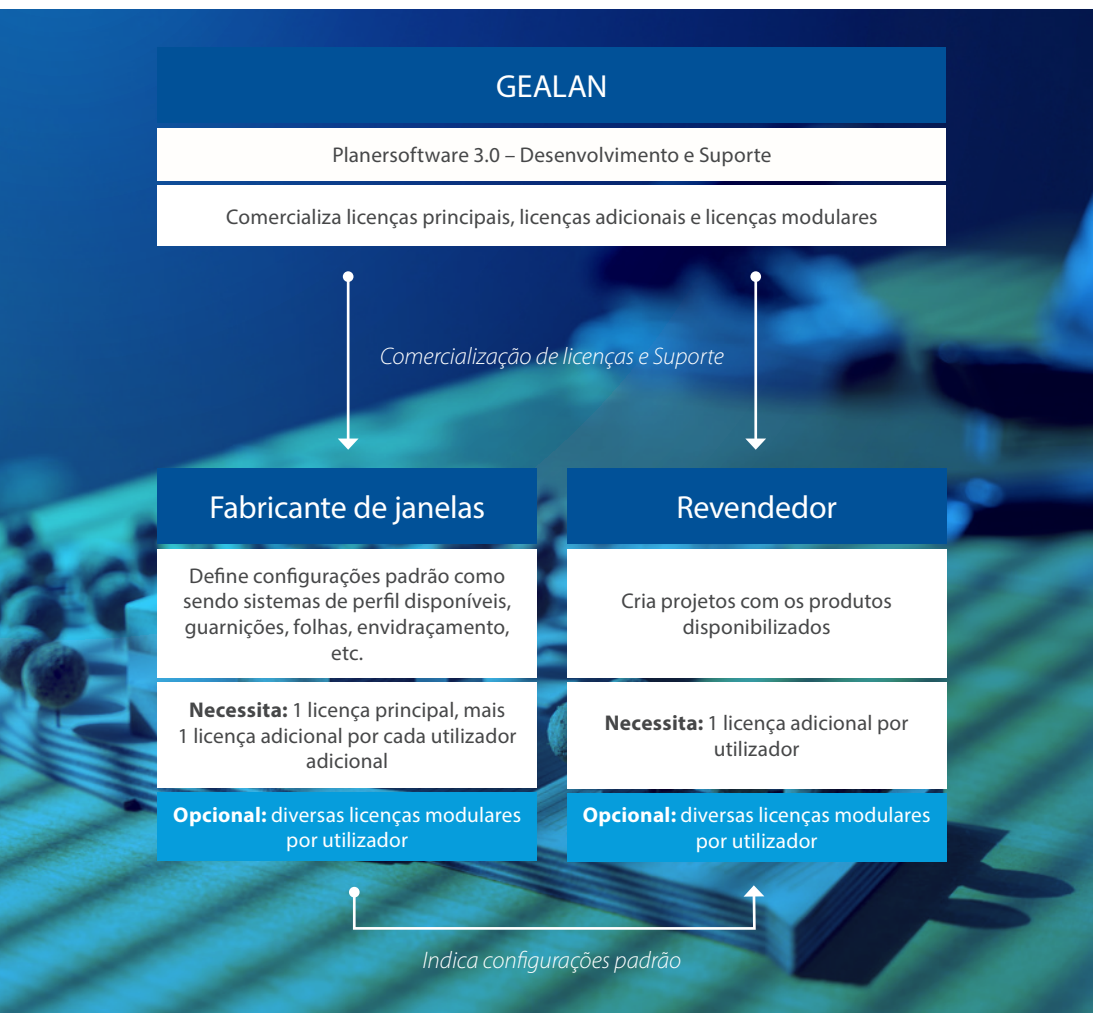 GEALAN
Planersoftware 3.0 – Desenvolvimento e Suporte
Comercializa licenças principais, licenças adicionais e licenças modulares
Comercialização de licenças e Suporte
Fabricante de janelas
Define configurações padrão como
sendo sistemas de perfil disponíveis,
guarnições, folhas, envidraçamento,
etc.
Necessita: 1 licença principal, mais
1 licença adicional por cada utilizador
adicional
Opcional: diversas licenças modulares
por utilizador
Revendedor
Cria projetos com os produtos
disponibilizados
Necessita: 1 licença adicional por
utilizador
Opcional: diversas licenças modulares
por utilizador
Indica configurações padrão